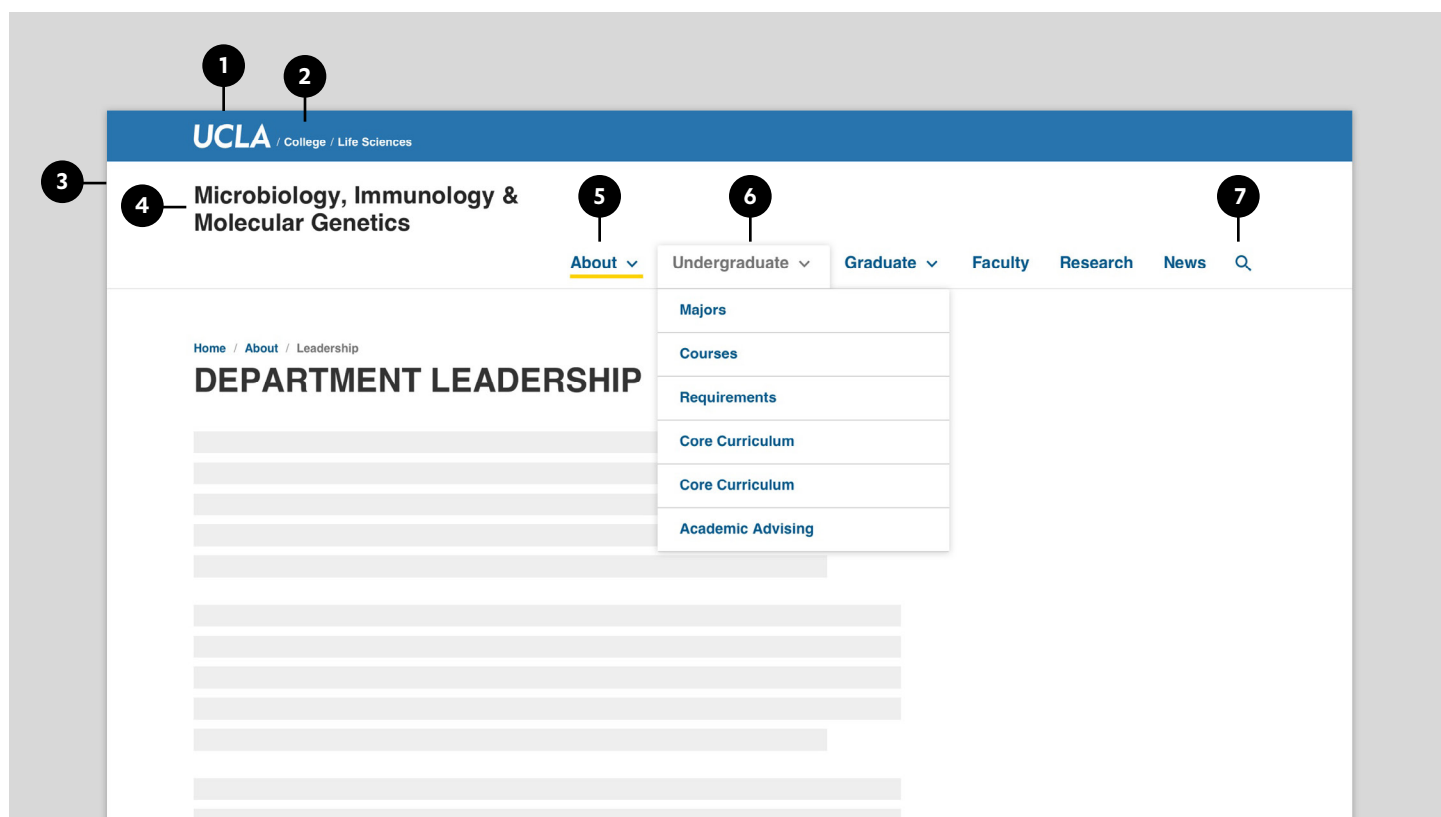 1
2
UCLA / College / Life Sciences
3
4
Microbiology, Immunology &
Molecular Genetics
5
6
7
About
Undergraduate
Graduate
Faculty
Research
News
Majors
Courses
Requirements
Core Curriculum
Core Curriculum
Academic Advising
Home / About / Leadership
DEPARTMENT LEADERSHIP